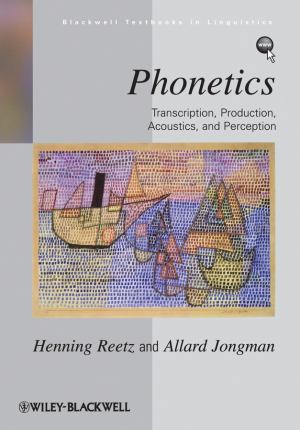 Blackwell Textbooks in Linguistics
www
Phonetics
Transcription, Production,
Acoustics, and Perception
Henning Reetz and Allard Jongman
WILEY-BLACKWELL